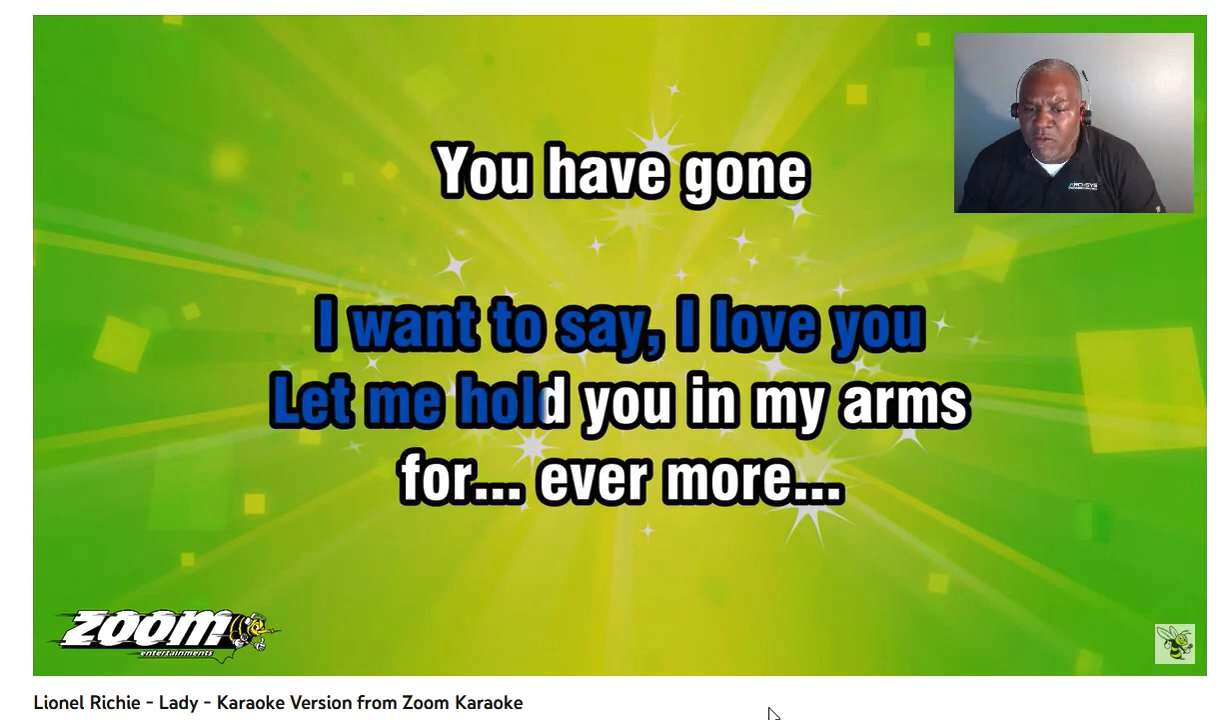 You have gone
I want to say, I love you
Let me hold you in my arms
for... ever more...
ZOOM
entertainments
Lionel Richie - Lady - Karaoke Version from Zoom Karaoke